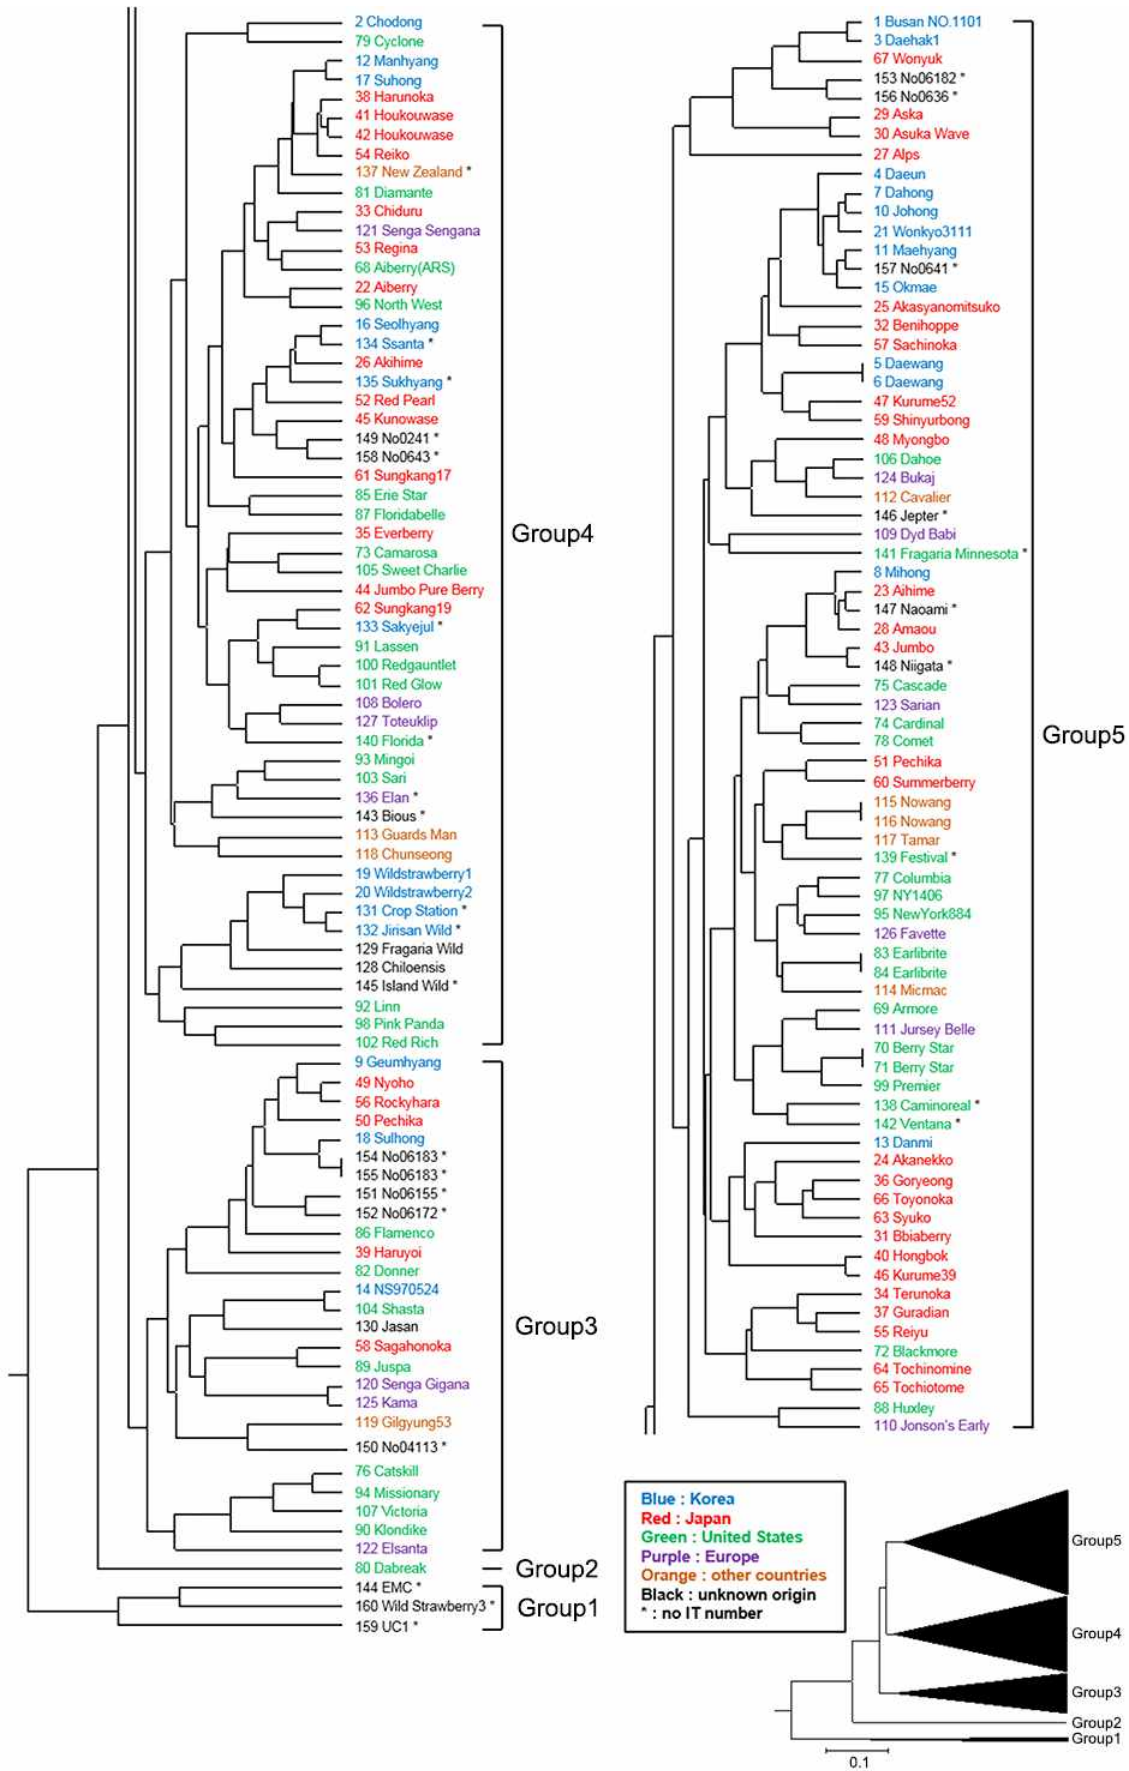 2 Chodong
79 Cyclone
12 Manhyang
17 Suhong
38 Harunoka
41 Houkouwase
42 Houkouwase
54 Reiko
137 New Zealand *
81 Diamante
33 Chiduru
121 Senga Sengana
53 Regina
68 Aiberry(ARS)
22 Aiberry
96 North West
16 Seolhyang
134 Ssanta *
26 Akihime
135 Sukhyang *
52 Red Pearl
45 Kunowase
149 No0241 *
158 No0643 *
61 Sungkang17
85 Erie Star
87 Floridabelle
35 Everberry
73 Camarosa
105 Sweet Charlie
44 Jumbo Pure Berry
62 Sungkang19
133 Sakyejul *
91 Lassen
100 Redgauntlet
101 Red Glow
108 Bolero
127 Toteuklip
140 Florida *
93 Mingoi
103 Sari
136 Elan *
143 Bious *
113 Guards Man
118 Chunseong
19 Wildstrawberry1
20 Wildstrawberry2
131 Crop Station *
132 Jirisan Wild *
129 Fragaria Wild
128 Chiloensis
145 Island Wild *
92 Linn
98 Pink Panda
102 Red Rich
Group4
9 Geumhyang
49 Nyoho
56 Rockyhara
50 Pechika
18 Sulhong
154 No06183 *
155 No06183 *
151 No06155 *
152 No06172 *
86 Flamenco
39 Haruyoi
82 Donner
14 NS970524
104 Shasta
130 Jasan
58 Sagahonoka
89 Juspa
120 Senga Gigana
125 Kama
119 Gilgyung53
150 No04113 *
76 Catskill
94 Missionary
107 Victoria
90 Klondike
122 Elsanta
Group3
80 Dabreak
Group2
144 EMC *
160 Wild Strawberry3 *
159 UC1 *
Group1
1 Busan NO.1101
3 Daehak1
67 Wonyuk
153 No06182 *
156 No0636 *
29 Aska
30 Asuka Wave
27 Alps
4 Daeun
7 Dahong
10 Johong
21 Wonkyo3111
11 Maehyang
157 No0641 *
15 Okmae
25 Akasyanomitsuko
32 Benihoppe
57 Sachinoka
5 Daewang
6 Daewang
47 Kurume52
59 Shinyurbong
48 Myongbo
106 Dahoe
124 Bukaj
112 Cavalier
146 Jepter *
109 Dyd Babi
141 Fragaria Minnesota *
8 Mihong
23 Aihime
147 Naoami *
28 Amaou
43 Jumbo
148 Niigata *
75 Cascade
123 Sarian
74 Cardinal
78 Comet
51 Pechika
60 Summerberry
115 Nowang
116 Nowang
117 Tamar
139 Festival *
77 Columbia
97 NY1406
95 NewYork884
126 Favette
83 Earlibrite
84 Earlibrite
114 Micmac
69 Armore
111 Jursey Belle
70 Berry Star
71 Berry Star
99 Premier
138 Caminoreal *
142 Ventana *
13 Danmi
24 Akanekko
36 Goryeong
66 Toyonoka
63 Syuko
31 Bbiaberry
40 Hongbok
46 Kurume39
34 Terunoka
37 Guradian
55 Reiyu
72 Blackmore
64 Tochinomine
65 Tochiotome
88 Huxley
110 Jonson's Early
Group5
Blue : Korea
Red : Japan
Green : United States
Purple : Europe
Orange : other countries
Black : unknown origin
* : no IT number
Group5
Group4
Group3
Group2
Group1
0.1